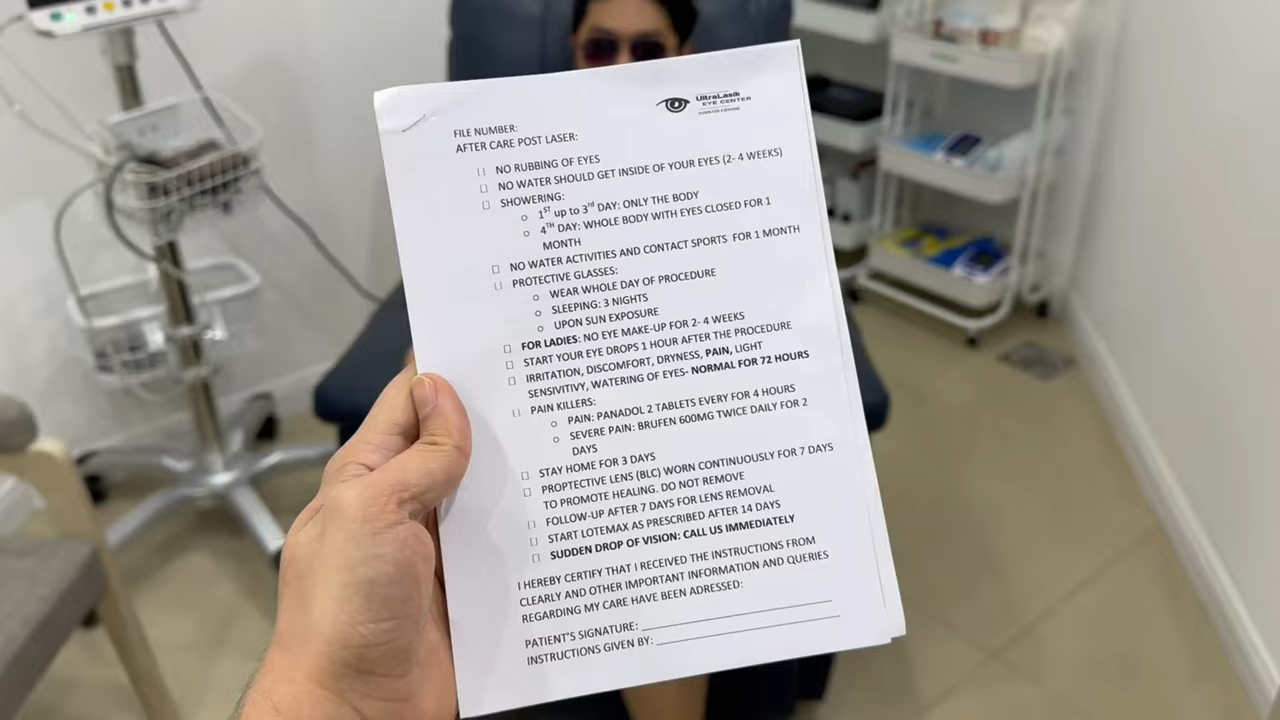 UltraLasik
EYE CENTER
FILE NUMBER:
AFTER CARE POST LASER:
NO RUBBING OF EYES
NO WATER SHOULD GET INSIDE OF YOUR EYES (2- 4 WEEKS)
SHOWERING:
1ST up to 3rd DAY: ONLY THE BODY
4TH DAY: WHOLE BODY WITH EYES CLOSED FOR 1
MONTH
NO WATER ACTIVITIES AND CONTACT SPORTS FOR 1 MONTH
PROTECTIVE GLASSES:
WEAR WHOLE DAY OF PROCEDURE
SLEEPING: 3 NIGHTS
UPON SUN EXPOSURE
FOR LADIES: NO EYE MAKE-UP FOR 2- 4 WEEKS
START YOUR EYE DROPS 1 HOUR AFTER THE PROCEDURE
IRRITATION, DISCOMFORT, DRYNESS, PAIN, LIGHT
SENSIVITIVY, WATERING OF EYES- NORMAL FOR 72 HOURS
PAIN KILLERS:
PAIN: PANADOL 2 TABLETS EVERY FOR 4 HOURS
SEVERE PAIN: BRUFEN 600MG TWICE DAILY FOR 2
DAYS
STAY HOME FOR 3 DAYS
PROPTECTIVE LENS (BLC) WORN CONTINUOUSLY FOR 7 DAYS
TO PROMOTE HEALING. DO NOT REMOVE
FOLLOW-UP AFTER 7 DAYS FOR LENS REMOVAL
START LOTEMAX AS PRESCRIBED AFTER 14 DAYS
SUDDEN DROP OF VISION: CALL US IMMEDIATELY
I HEREBY CERTIFY THAT I RECEIVED THE INSTRUCTIONS FROM
CLEARLY AND OTHER IMPORTANT INFORMATION AND QUERIES
REGARDING MY CARE HAVE BEEN ADRESSED:
PATIENT'S SIGNATURE:
INSTRUCTIONS GIVEN BY: